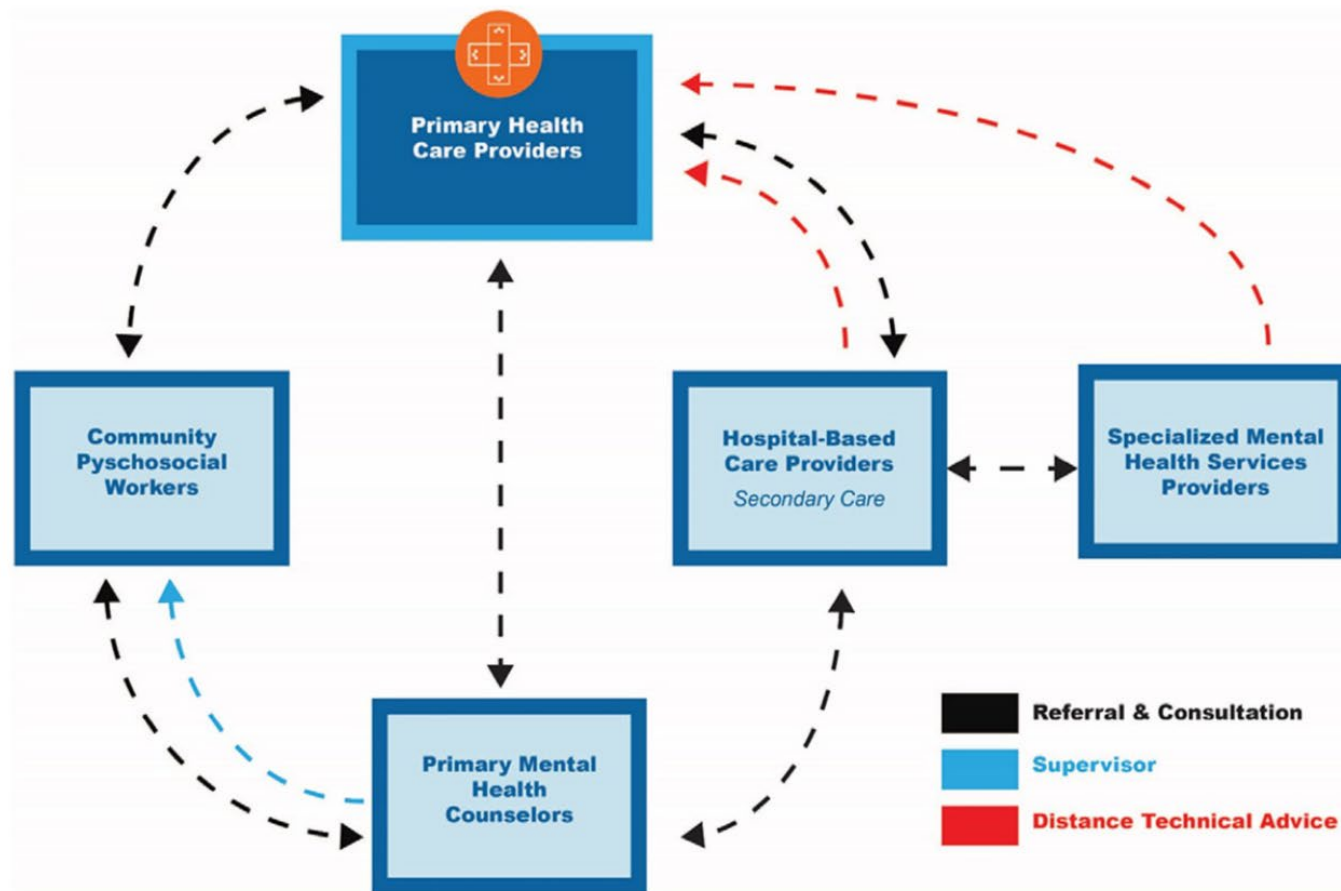 Primary Health
Care Providers
Community
Pyschosocial
Workers
Hospital-Based
Care Providers
Secondary Care
Specialized Mental
Health Services
Providers
Primary Mental
Health
Counselors
Referral & Consultation
Supervisor
Distance Technical Advice